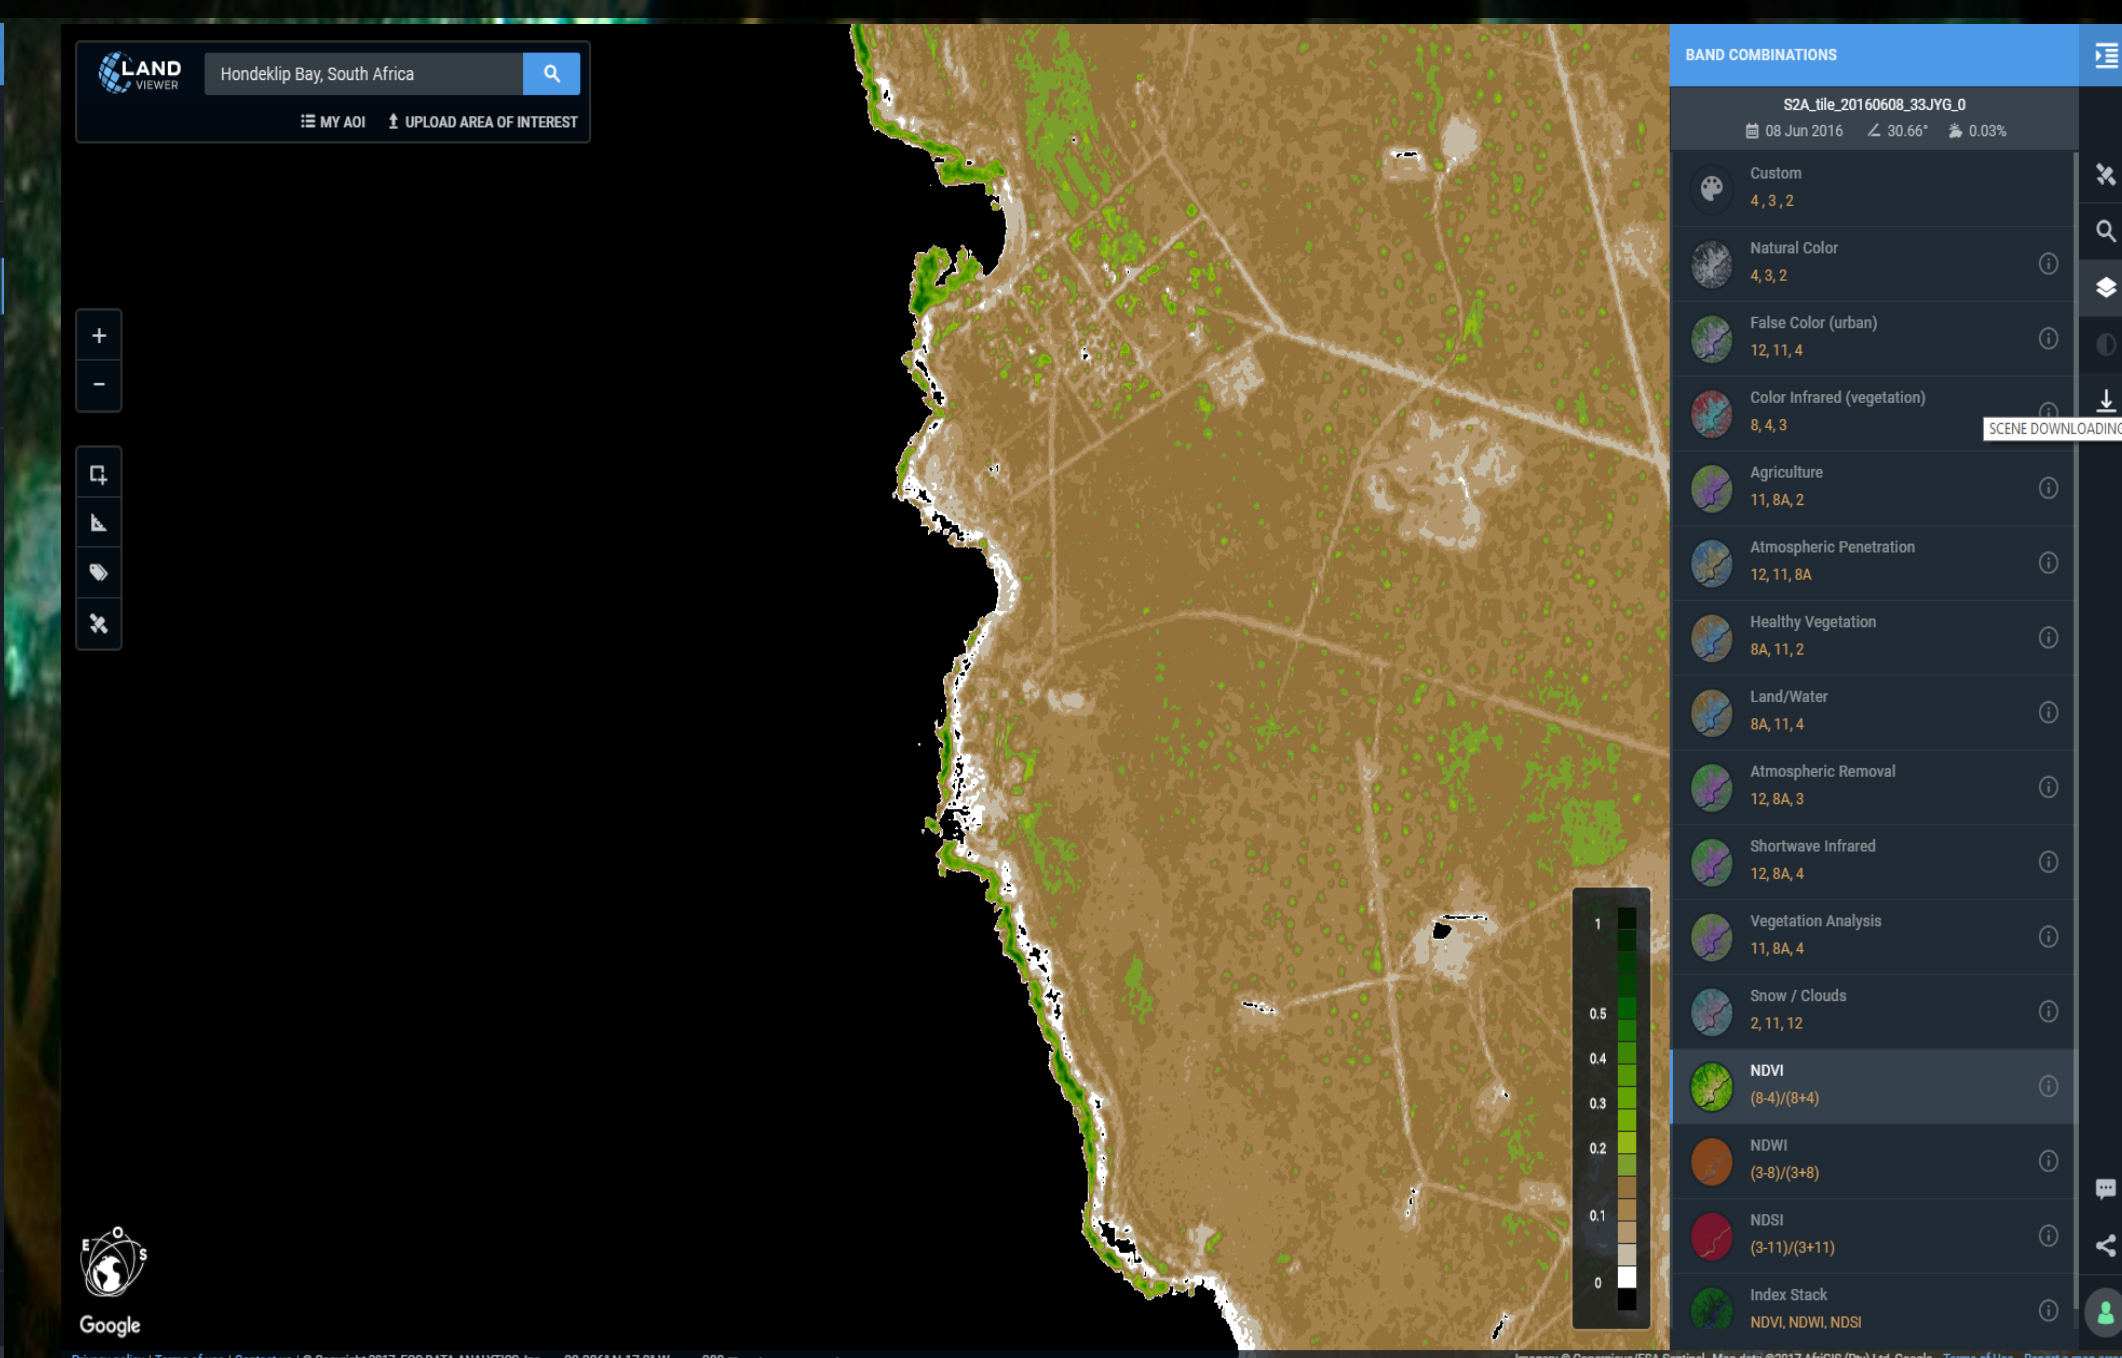 LAND
VIEWER
Hondeklip Bay, South Africa
MY AOI
UPLOAD AREA OF INTEREST
+
−
BAND COMBINATIONS
S2A_tile_20160608_33JYG_0
08 Jun 2016 30.66° 0.03%
Custom
4, 3, 2
Natural Color
4, 3, 2
False Color (urban)
12, 11, 4
Color Infrared (vegetation)
8, 4, 3
SCENE DOWNLOADING
Agriculture
11, 8A, 2
Atmospheric Penetration
12, 11, 8A
Healthy Vegetation
8A, 11, 2
Land/Water
8A, 11, 4
Atmospheric Removal
12, 8A, 3
Shortwave Infrared
12, 8A, 4
Vegetation Analysis
11, 8A, 4
Snow / Clouds
2, 11, 12
NDVI
(8-4)/(8+4)
NDWI
(3-8)/(3+8)
NDSI
(3-11)/(3+11)
Index Stack
NDVI, NDWI, NDSI
1
0.5
0.4
0.3
0.2
0.1
0
E O S
Google